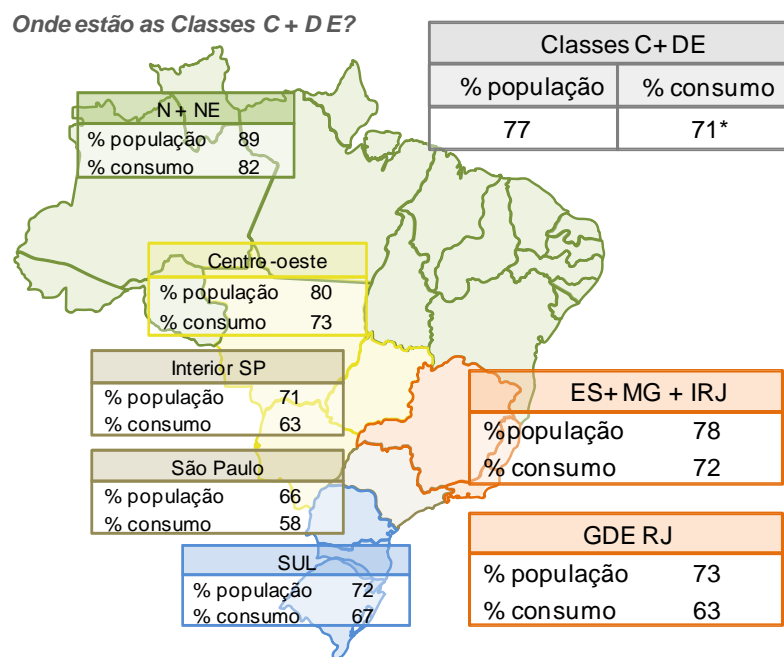 Onde estão as Classes C + D E?
Classes C+ DE
% população % consumo
77 71*
N + NE
% população 89
% consumo 82
Centro-oeste
% população 80
% consumo 73
Interior SP
% população 71
% consumo 63
São Paulo
% população 66
% consumo 58
SUL
% população 72
% consumo 67
ES+ MG + IRJ
%população 78
% consumo 72
GDE RJ
% população 73
% consumo 63